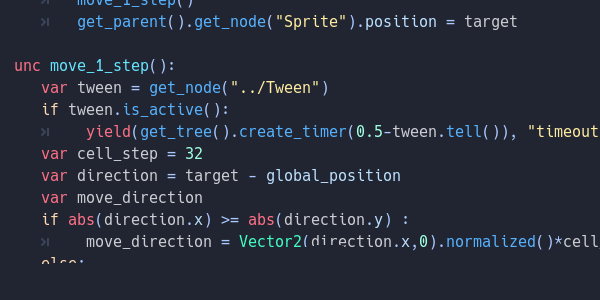 move_1_step()
get_parent().get_node("Sprite").position = target
unc move_1_step():
var tween = get_node("../Tween")
if tween.is_active():
yield(get_tree().create_timer(0.5-tween.tell()), "timeout
var cell_step = 32
var direction = target - global_position
var move_direction
if abs(direction.x) >= abs(direction.y) :
move_direction = Vector2(direction.x,0).normalized()*cell_
else: